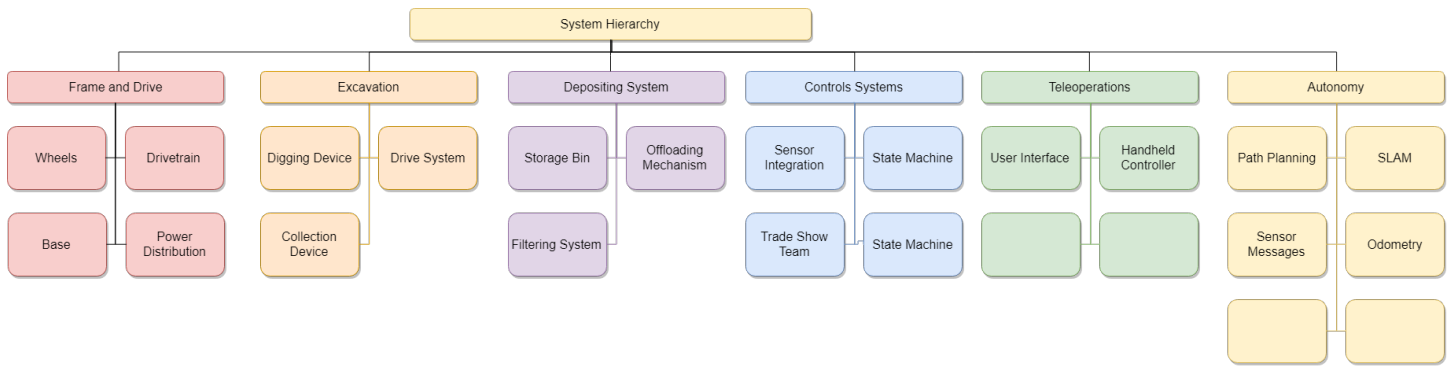 System Hierarchy
Frame and Drive
Excavation
Depositing System
Controls Systems
Teleoperations
Autonomy
Wheels
Drivetrain
Digging Device
Drive System
Storage Bin
Offloading
Mechanism
Sensor
Integration
State Machine
User Interface
Handheld
Controller
Path Planning
SLAM
Base
Power
Distribution
Collection
Device
Filtering System
Trade Show
Team
State Machine
Sensor
Messages
Odometry